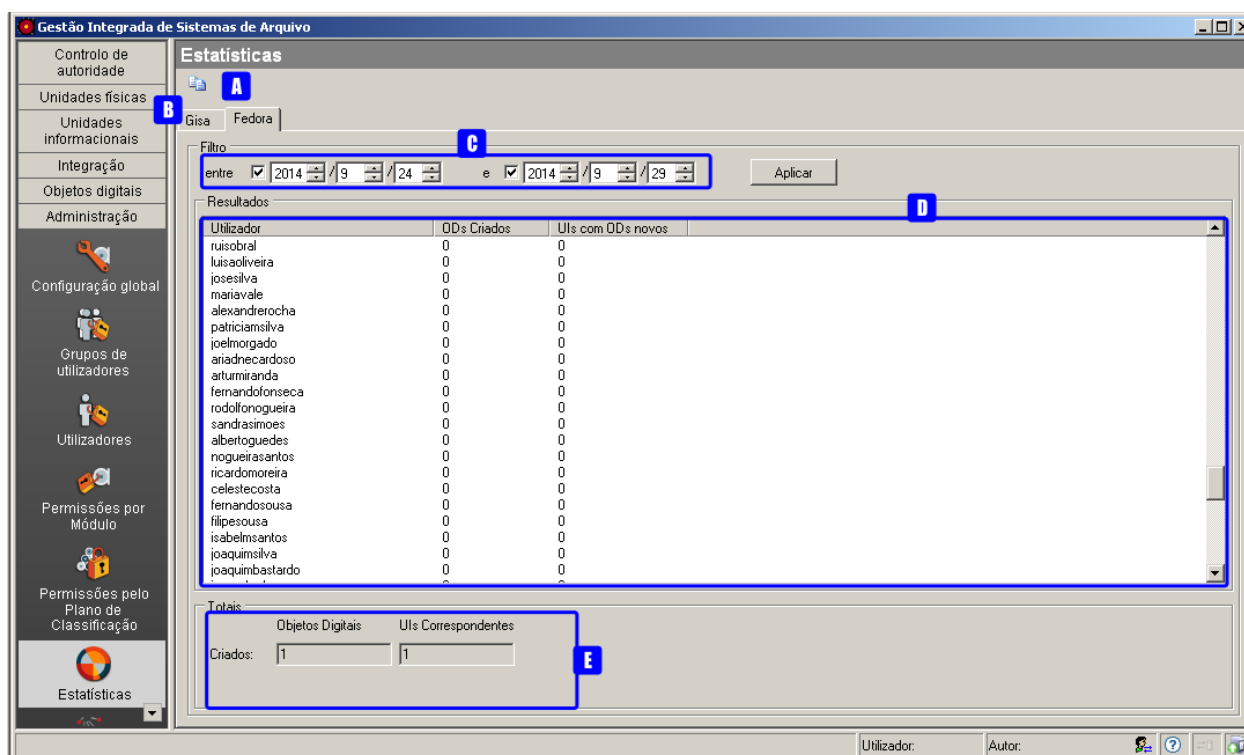 Gestão Integrada de Sistemas de Arquivo
Controlo de
autoridade
Unidades físicas
Unidades
informacionais
Integração
Objetos digitais
Administração
Configuração global
Grupos de
utilizadores
Utilizadores
Permissões por
Módulo
Permissões pelo
Plano de
Classificação
Estatísticas
Estatísticas
A
B
Gisa Fedora
C
Filtro
entre 2014 / 9 / 24 e 2014 / 9 / 29 Aplicar
Resultados
D
Utilizador ODs Criados UIs com ODs novos
ruisobral 0 0
luisaoliveira 0 0
josesilva 0 0
mariavale 0 0
alexandrerocha 0 0
patriciamsilva 0 0
joelmorgado 0 0
ariadnecardoso 0 0
arturmiranda 0 0
fernandofonseca 0 0
rodolfonogueira 0 0
sandrasimoes 0 0
albertoguedes 0 0
nogueirasantos 0 0
ricardomoreira 0 0
celestecosta 0 0
fernandosousa 0 0
filipesousa 0 0
isabelmsantos 0 0
joaquimsilva 0 0
joaquimbastardo 0 0
Totais
Objetos Digitais UIs Correspondentes
Criados: 1 1
E
Utilizador: Autor: